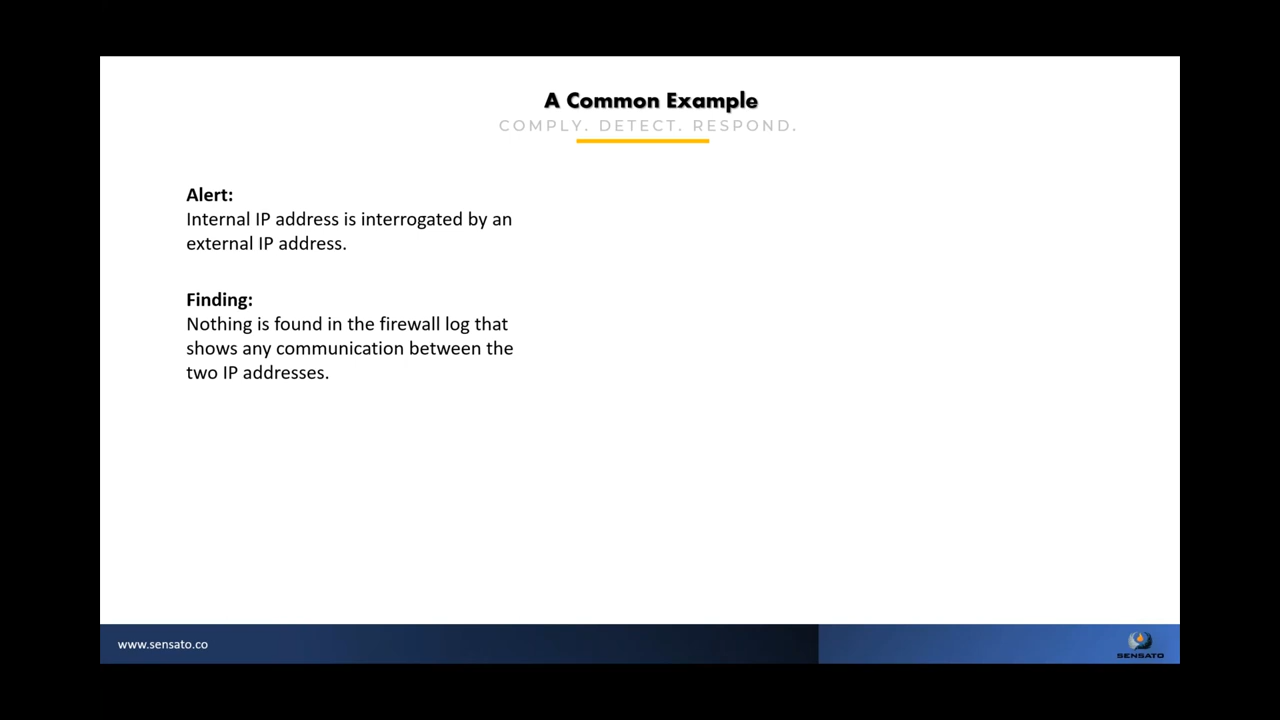 A Common Example
COMPLY. DETECT. RESPOND.
Alert:
Internal IP address is interrogated by an
external IP address.
Finding:
Nothing is found in the firewall log that
shows any communication between the
two IP addresses.
www.sensato.co
SENSATO